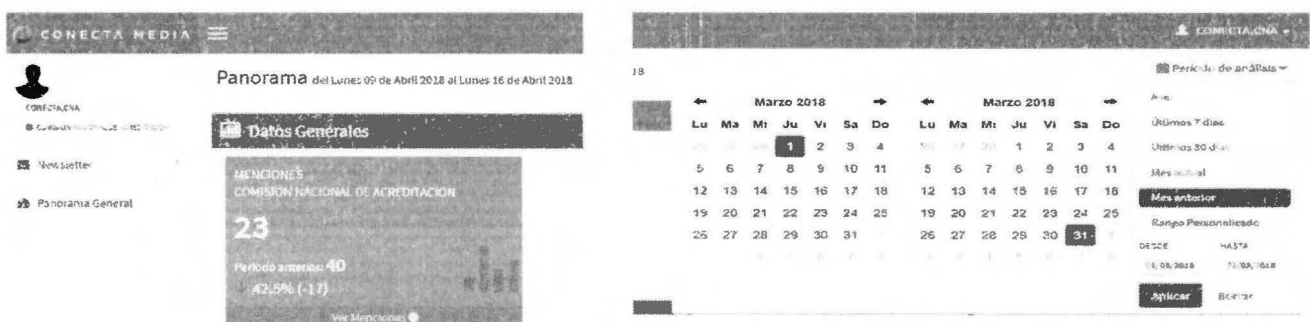 CONECTA MEDIA
Panorama del Lunes 09 de Abril 2018 al Lunes 16 de Abril 2018
CONECTA.CNA
Newsletter
Panorama General
Datos Generales
MENCIONES
COMISIÓN NACIONAL DE ACREDITACION
23
Período anterior: 40
42.5% (-17)
Ver Menciones
CONECTA.CNA
18
Período de análisis
Marzo 2018
Lu Ma Mi Ju Vi Sa Do
1 2 3 4
5 6 7 8 9 10 11
12 13 14 15 16 17 18
19 20 21 22 23 24 25
26 27 28 29 30 31
Marzo 2018
Lu Ma Mi Ju Vi Sa Do
1 2 3 4
5 6 7 8 9 10 11
12 13 14 15 16 17 18
19 20 21 22 23 24 25
26 27 28 29 30 31
Últimos 7 días
Últimos 30 días
Mes actual
Mes anterior
Rango Personalizado
DESDE HASTA
Aplicar Borrar